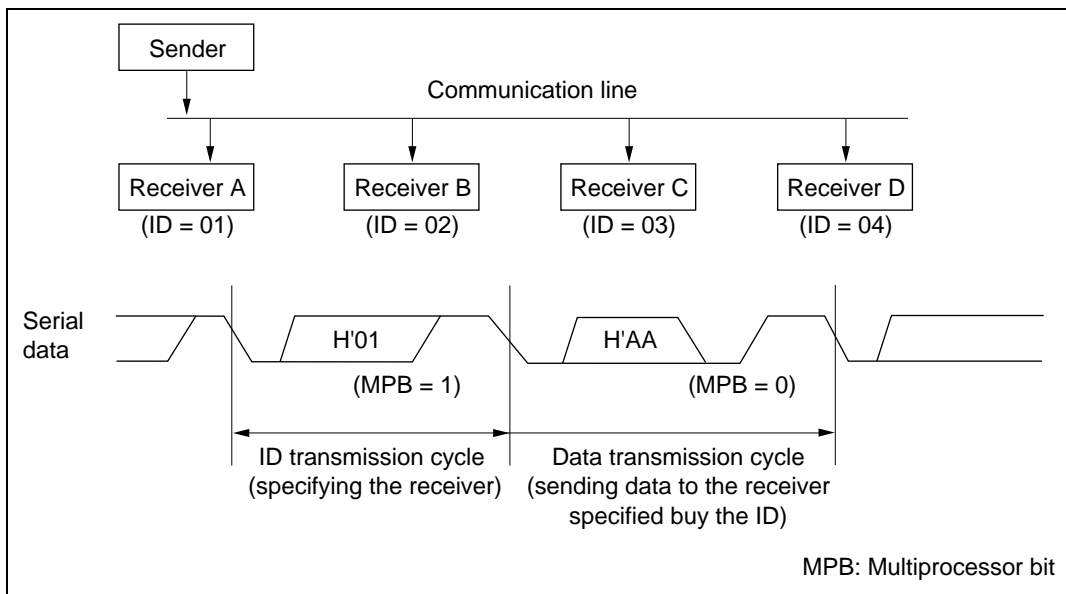 Sender
Communication line
Receiver A
Receiver B
Receiver C
Receiver D
(ID = 01)
(ID = 02)
(ID = 03)
(ID = 04)
Serial
data
H'01
H'AA
(MPB = 1)
(MPB = 0)
ID transmission cycle
(specifying the receiver)
Data transmission cycle
(sending data to the receiver
specified buy the ID)
MPB: Multiprocessor bit